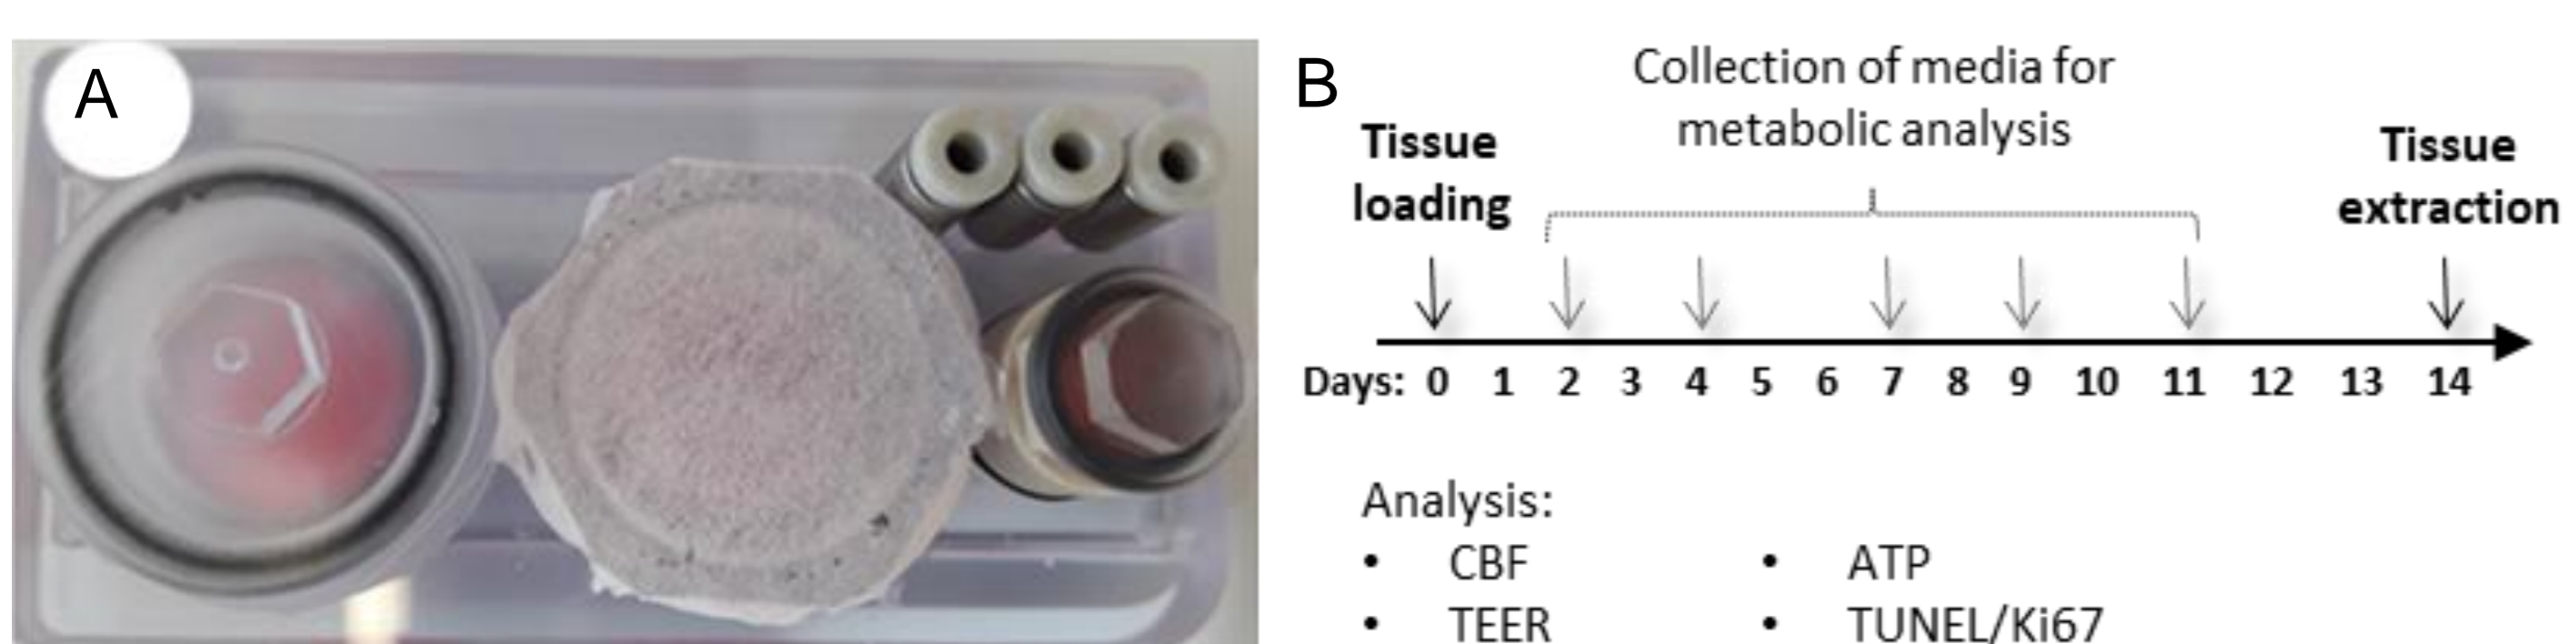 A
B
Collection of media for
metabolic analysis
Tissue
loading
Tissue
extraction
Days: 0 1 2 3 4 5 6 7 8 9 10 11 12 13 14
Analysis:
• CBF • ATP
• TEER • TUNEL/Ki67